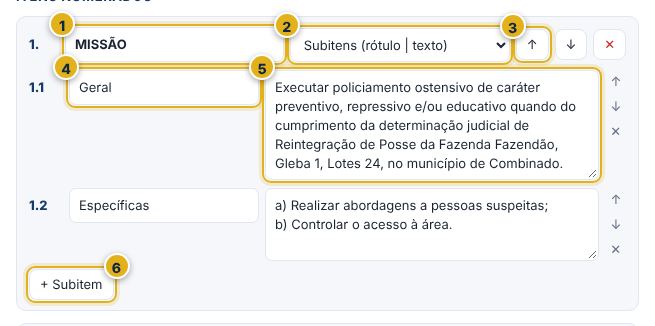 1
2
3
1.
MISSÃO
Subitens (rótulo | texto)
↑
↓
×
4
5
1.1
Geral
Executar policiamento ostensivo de caráter
preventivo, repressivo e/ou educativo quando do
cumprimento da determinação judicial de
Reintegração de Posse da Fazenda Fazendão,
Gleba 1, Lotes 24, no município de Combinado.
↑
↓
×
1.2
Específicas
a) Realizar abordagens a pessoas suspeitas;
b) Controlar o acesso à área.
↑
↓
×
6
+ Subitem